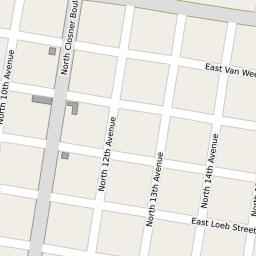 North Closner Boul
East Van Wee
North 10th Avenue
North 12th Avenue
North 13th Avenue
North 14th Avenue
East Loeb Street